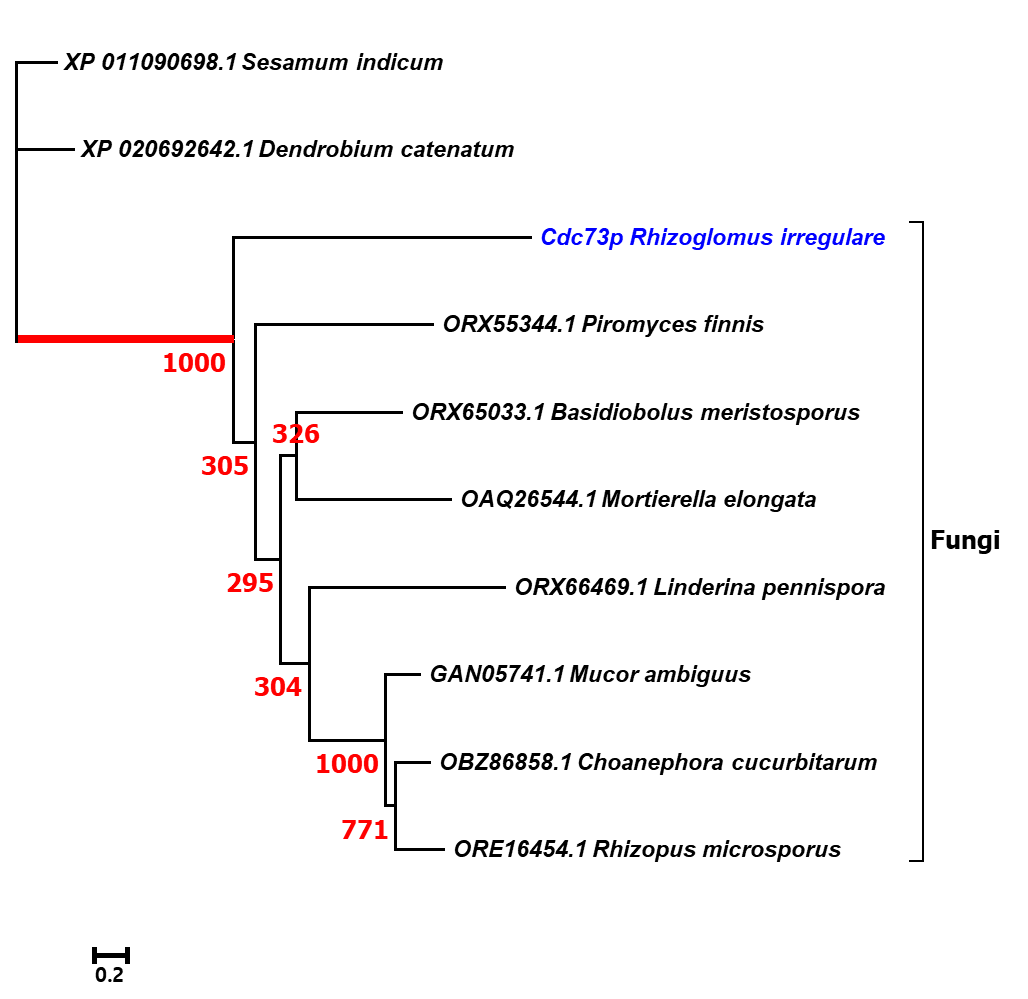 XP 011090698.1 Sesamum indicum
XP 020692642.1 Dendrobium catenatum
Cdc73p Rhizoglomus irregulare
ORX55344.1 Piromyces finnis
1000
ORX65033.1 Basidiobolus meristosporus
326
305
OAQ26544.1 Mortierella elongata
Fungi
295
ORX66469.1 Linderina pennispora
304
GAN05741.1 Mucor ambiguus
1000
OBZ86858.1 Choanephora cucurbitarum
771
ORE16454.1 Rhizopus microsporus
0.2